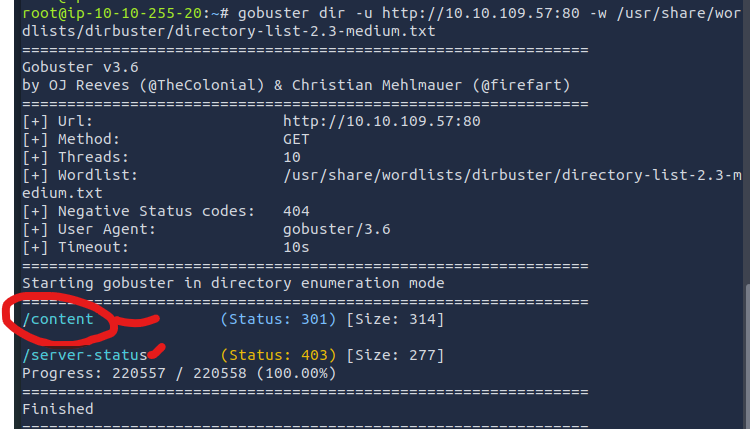 root@ip-10-10-255-20:~# gobuster dir -u http://10.10.109.57:80 -w /usr/share/wor
dlists/dirbuster/directory-list-2.3-medium.txt
===============================================================
Gobuster v3.6
by OJ Reeves (@TheColonial) & Christian Mehlmauer (@firefart)
===============================================================
[+] Url:                     http://10.10.109.57:80
[+] Method:                  GET
[+] Threads:                 10
[+] Wordlist:                /usr/share/wordlists/dirbuster/directory-list-2.3-m
edium.txt
[+] Negative Status codes:   404
[+] User Agent:              gobuster/3.6
[+] Timeout:                 10s
===============================================================
Starting gobuster in directory enumeration mode
===============================================================
/content              (Status: 301) [Size: 314]
/server-status        (Status: 403) [Size: 277]
Progress: 220557 / 220558 (100.00%)
===============================================================
Finished
===============================================================